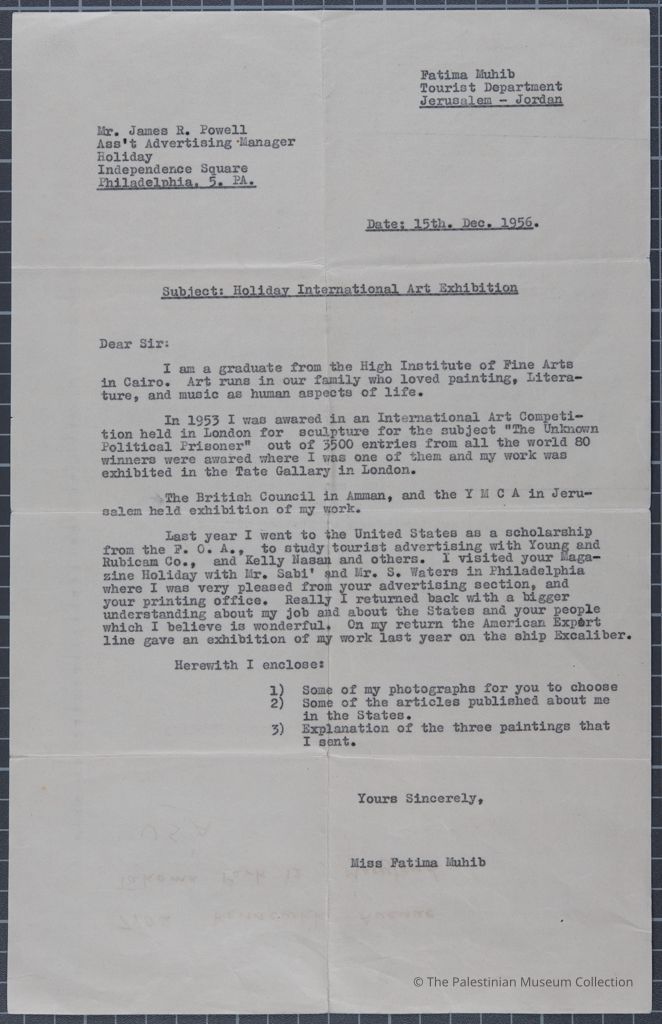 Fatima Muhib
Tourist Department
Jerusalem - Jordan
Mr. James R. Powell
Ass't Advertising Manager
Holiday
Independence Square
Philadelphia, 5. PA.
Date: 15th. Dec. 1956.
Subject: Holiday International Art Exhibition
Dear Sir:
I am a graduate from the High Institute of Fine Arts
in Cairo. Art runs in our family who loved painting, Litera-
ture, and music as human aspects of life.
In 1953 I was awared in an International Art Competi-
tion held in London for sculpture for the subject "The Unknown
Political Prisoner" out of 3500 entries from all the world 80
winners were awared where I was one of them and my work was
exhibited in the Tate Gallary in London.
The British Council in Amman, and the Y M C A in Jeru-
salem held exhibition of my work.
Last year I went to the United States as a scholarship
from the F. O. A., to study tourist advertising with Young and
Rubicam Co., and Kelly Nasan and others. I visited your Maga-
zine Holiday with Mr. Sabi' and Mr. S. Waters in Philadelphia
where I was very pleased from your advertising section, and
your printing office. Really I returned back with a bigger
understanding about my job and about the States and your people
which I believe is wonderful. On my return the American Export
line gave an exhibition of my work last year on the ship Excaliber.
Herewith I enclose:
1) Some of my photographs for you to choose
2) Some of the articles published about me
in the States.
3) Explanation of the three paintings that
I sent.
Yours Sincerely,
Miss Fatima Muhib
© The Palestinian Museum Collection